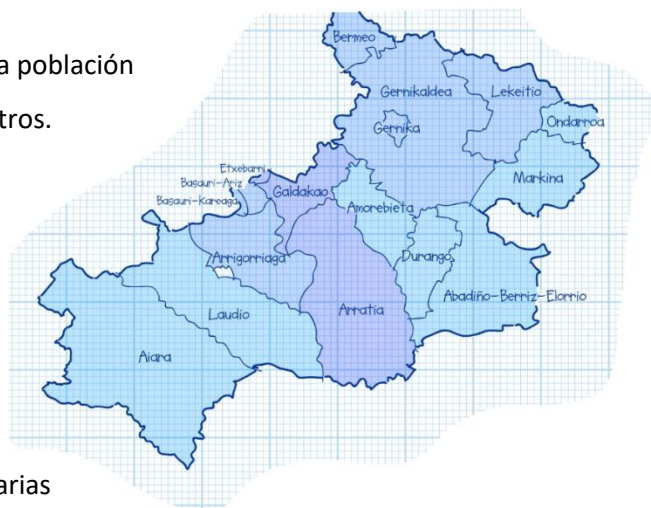 Bermeo
a población
Gernikaldea
Lekeitio
tros.
Ondarroa
Gernika
Etxebarri
Markina
Basauri-Ariz
Galdakao
Basauri-Kareaga
Amorebieta
Arrigorriaga
Durango
Abadiño-Berriz-Elorrio
Laudio
Arratia
Aiara
arias